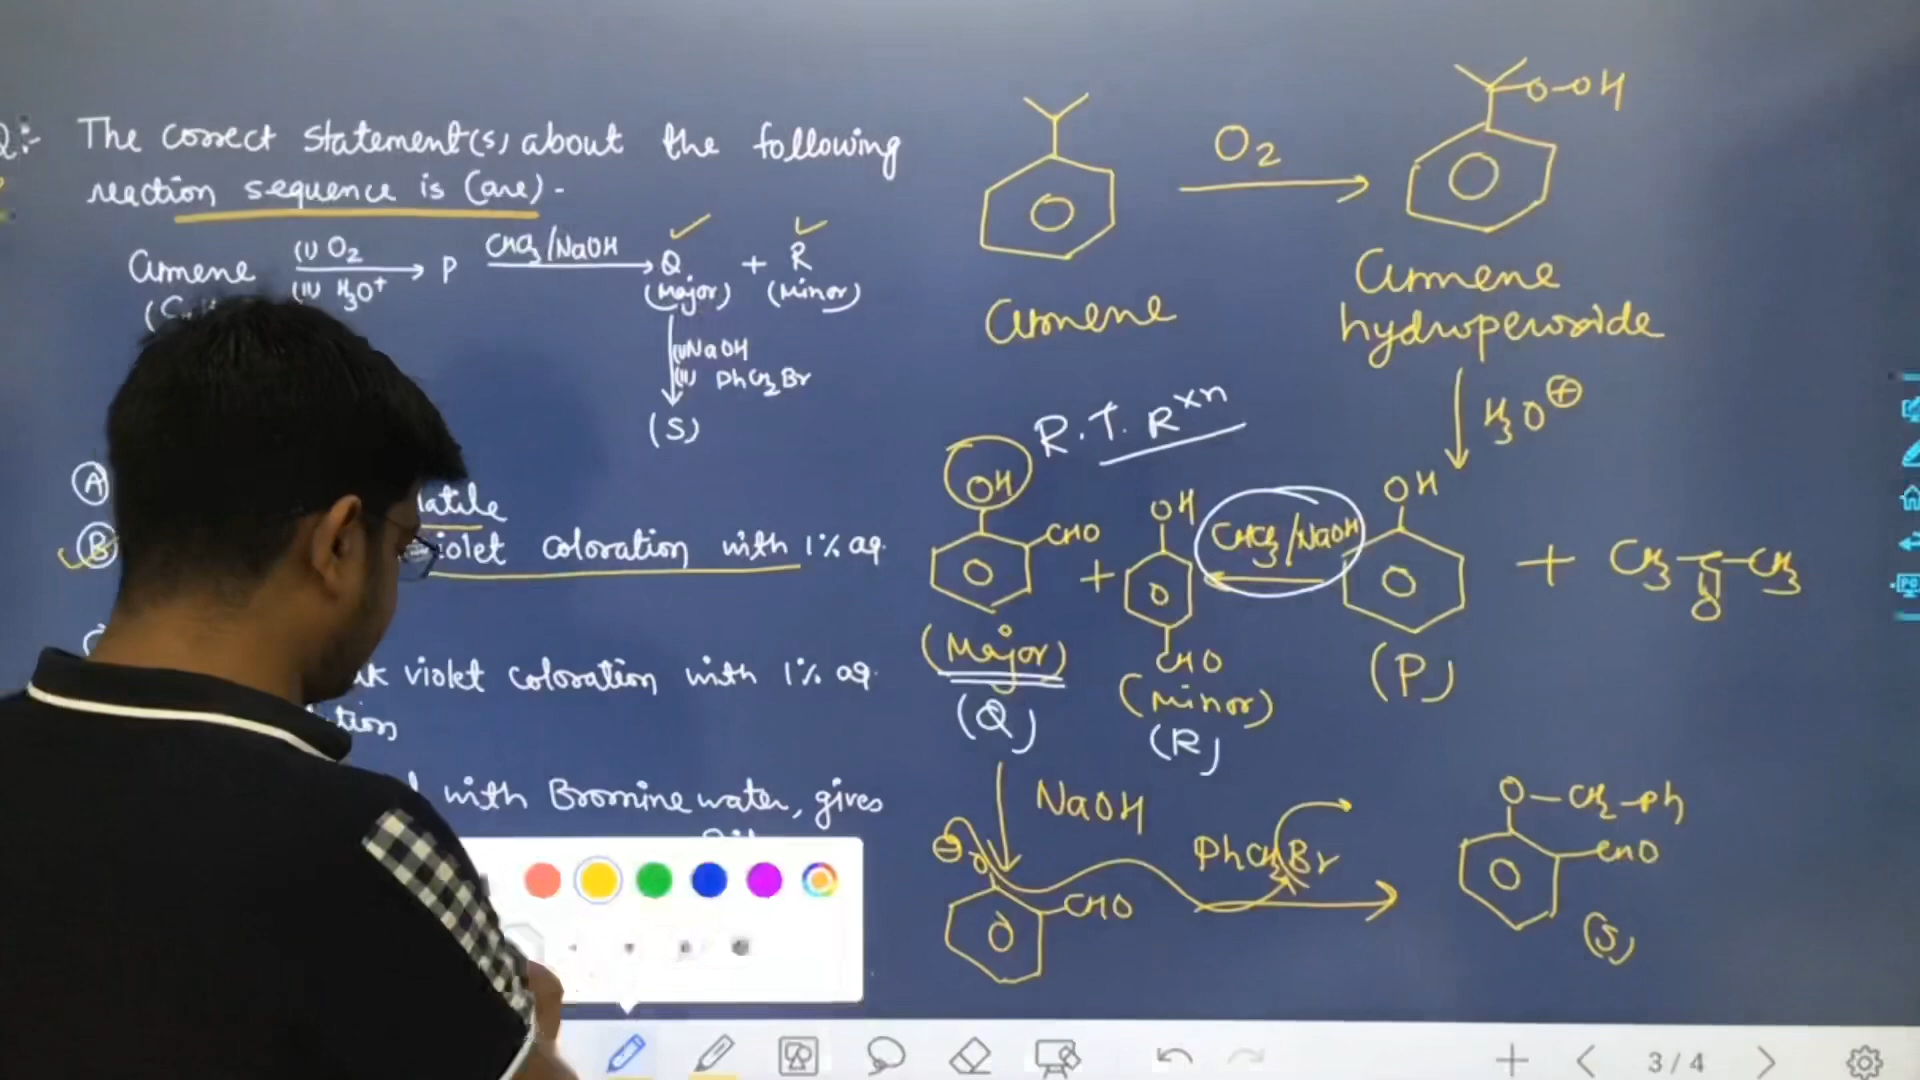 Q:- The correct statement(s) about the following
reaction sequence is (are) -
Cumene (i) O2 (ii) H3O+ → P CHCl3/NaOH → Q + R
(Major) (Minor)
(i) NaOH
(ii) PhCH2Br
(S)
(A)
(B) violet coloration with 1% aq.
violet coloration with 1% aq.
with Bromine water, gives
Cumene
O2
O-OH
Cumene
hydroperoxide
H3O⊕
R.T. Rxn
OH
CHO
+
OH
CHO
CHCl3/NaOH
OH
+ CH3-C-CH3
O
(Major)
(Q)
(Minor)
(R)
(P)
NaOH
⊖O
CHO
PhCH2Br
O-CH2-Ph
CHO
(S)
3/4